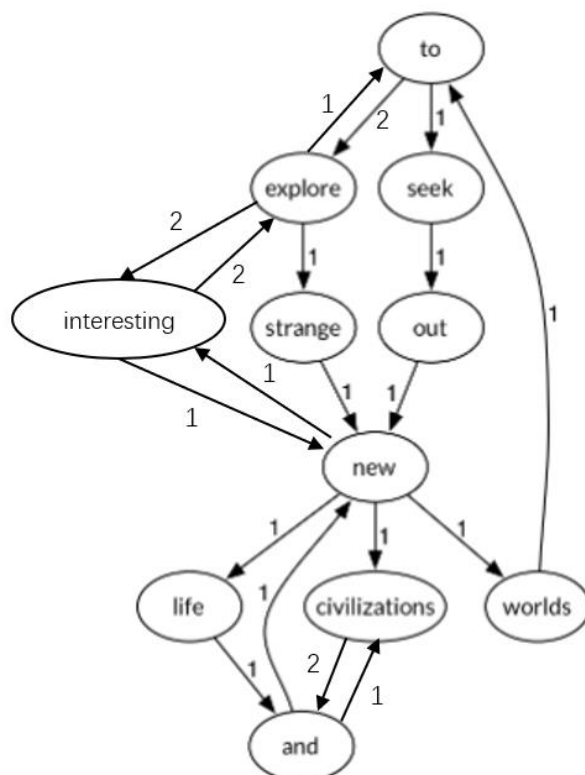 to
1
2
1
explore
seek
2
2
1
1
interesting
strange
out
1
1
1
1
1
new
1
1
1
life
1
civilizations
worlds
1
2
1
and